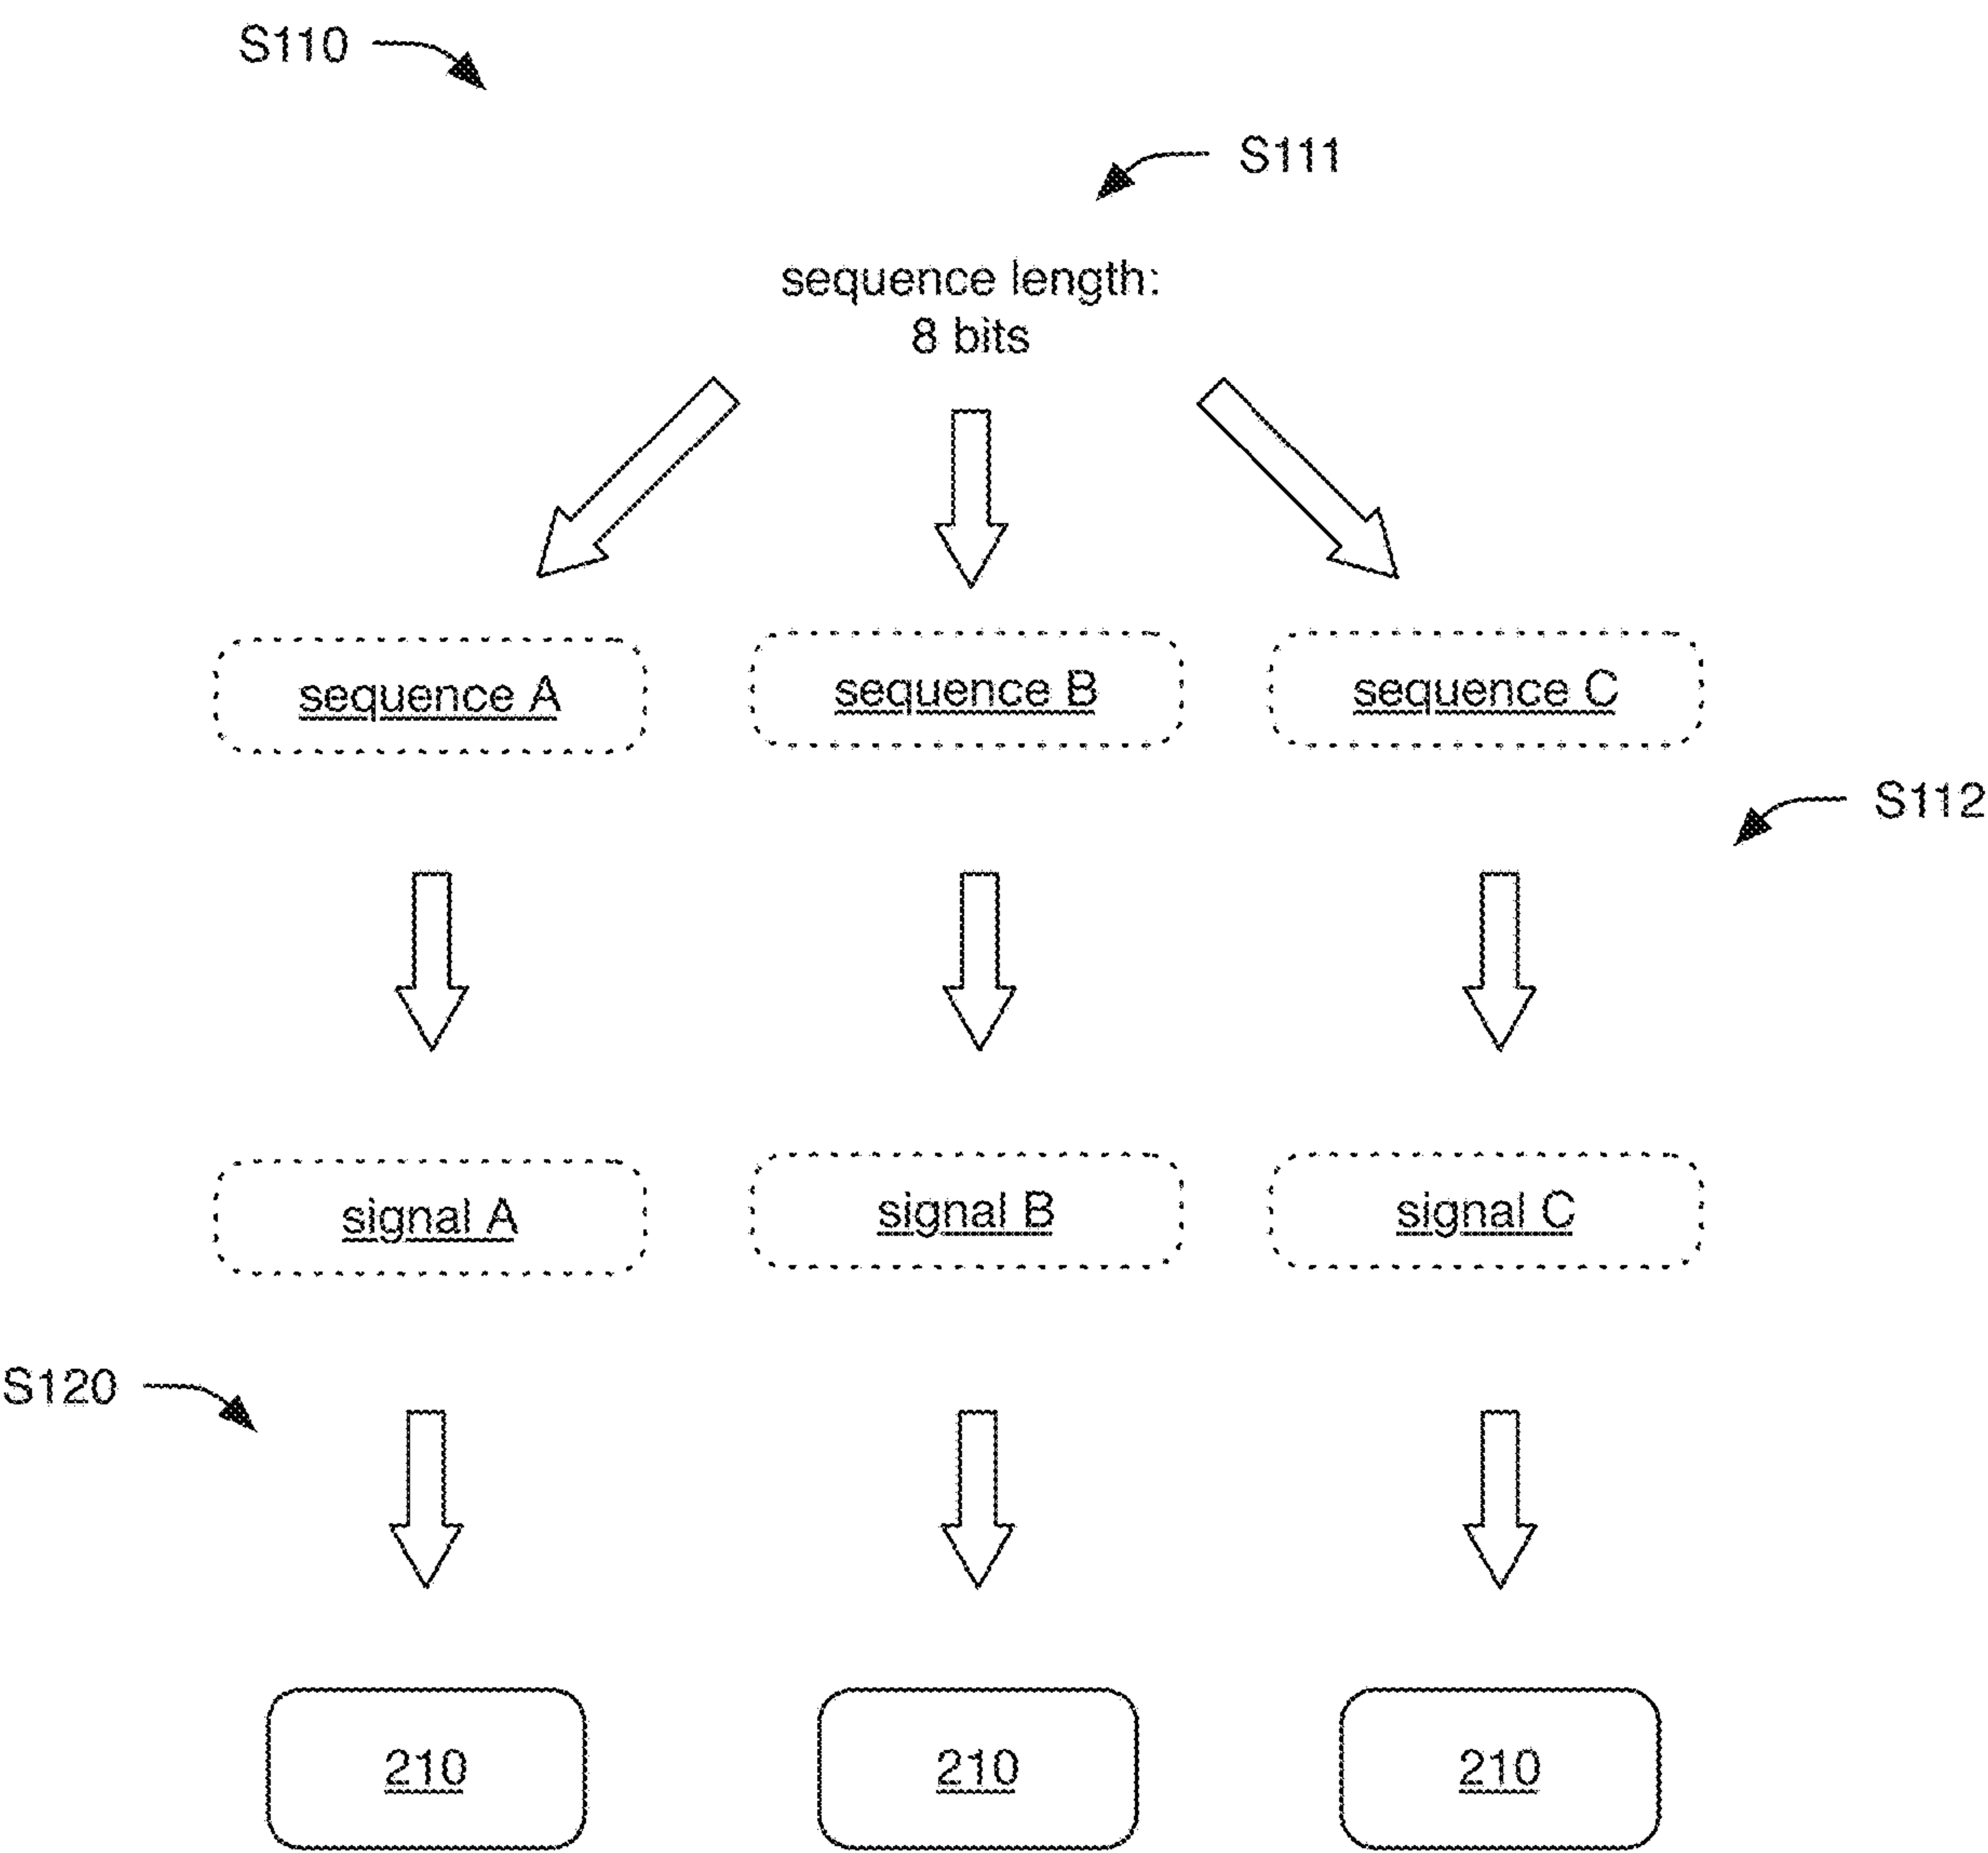 S110
S111
sequence length:
8 bits
sequence A
sequence B
sequence C
S112
signal A
signal B
signal C
S120
210
210
210